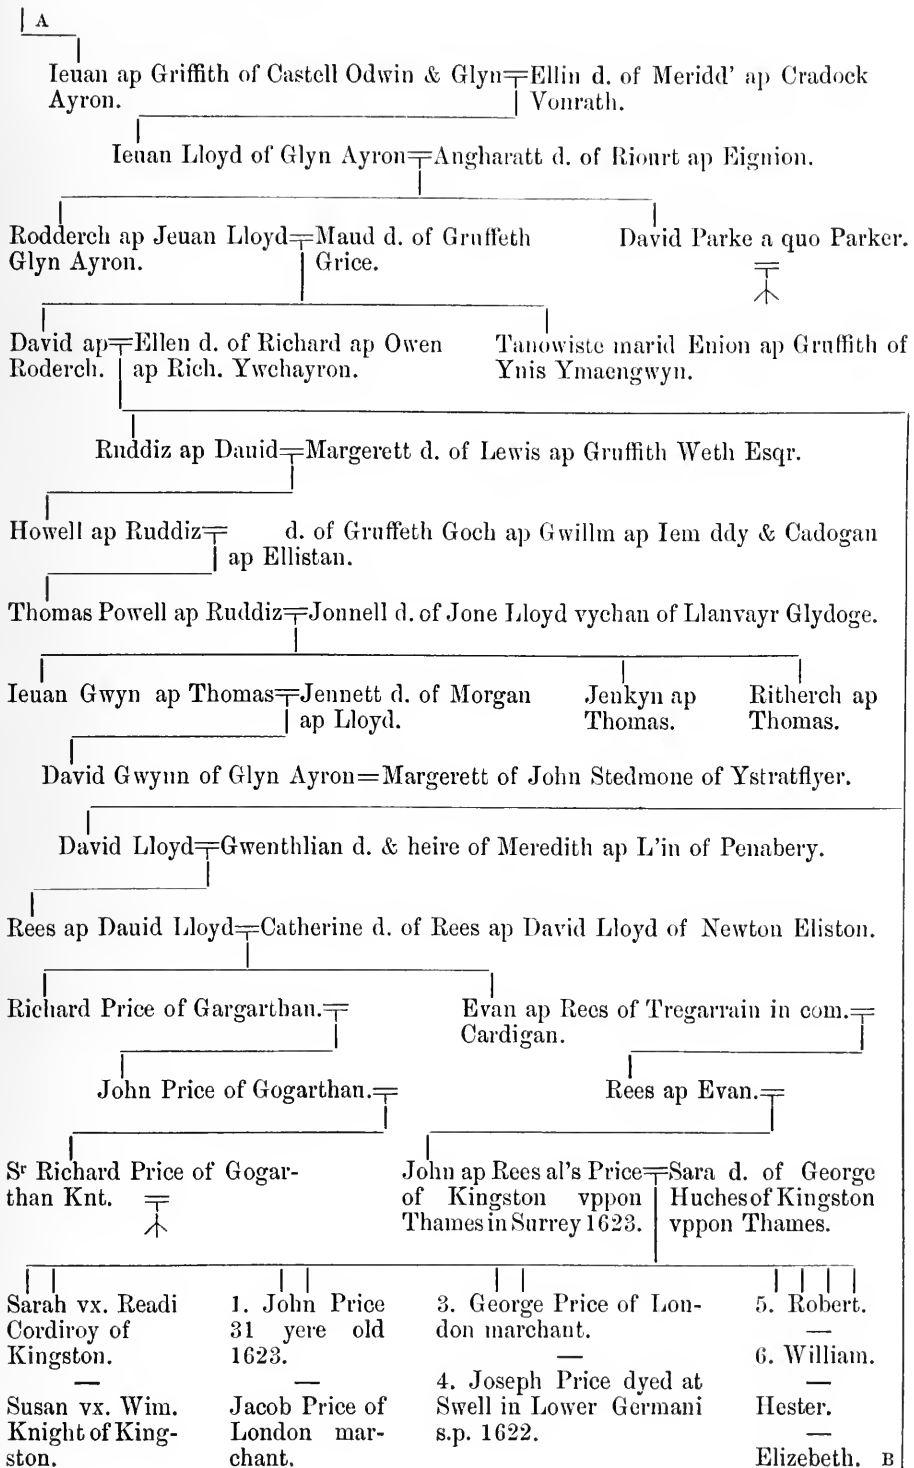 A
Ieuan ap Griffith of Castell Odwin & Glyn=Ellin d. of Meridd' ap Cradock
Ayron. Vonrath.
Ieuan Lloyd of Glyn Ayron=Angharatt d. of Riourt ap Eignion.
Rodderch ap Jeuan Lloyd=Maud d. of Gruffeth David Parke a quo Parker.
Glyn Ayron. Grice.
David ap=Ellen d. of Richard ap Owen Tanowiste marid Enion ap Gruffith of
Roderch. ap Rich. Ywchayron. Ynis Ymaengwyn.
Ruddiz ap Dauid=Margerett d. of Lewis ap Gruffith Weth Esqr.
Howell ap Ruddiz= d. of Gruffeth Goch ap Gwillm ap Iem ddy & Cadogan
ap Ellistan.
Thomas Powell ap Ruddiz=Jonnell d. of Jone Lloyd vychan of Llanvayr Glydoge.
Ieuan Gwyn ap Thomas=Jennett d. of Morgan Jenkyn ap Ritherch ap
ap Lloyd. Thomas. Thomas.
David Gwynn of Glyn Ayron=Margerett of John Stedmone of Ystratflyer.
David Lloyd=Gwenthlian d. & heire of Meredith ap L'in of Penabery.
Rees ap Dauid Lloyd=Catherine d. of Rees ap David Lloyd of Newton Eliston.
Richard Price of Gargarthan.= Evan ap Rees of Tregarrain in com.=
Cardigan.
John Price of Gogarthan.= Rees ap Evan.=
Sr Richard Price of Gogar- John ap Rees al's Price=Sara d. of George
than Knt. = of Kingston vppon Huches of Kingston
Thames in Surrey 1623. vppon Thames.
Sarah vx. Readi 1. John Price 3. George Price of Lon- 5. Robert.
Cordiroy of 31 yere old don marchant. —
Kingston. 1623. — 6. William.
— — 4. Joseph Price dyed at —
Susan vx. Wim. Jacob Price of Swell in Lower Germani Hester.
Knight of King- London mar- s.p. 1622. —
ston. chant. Elizebeth. B